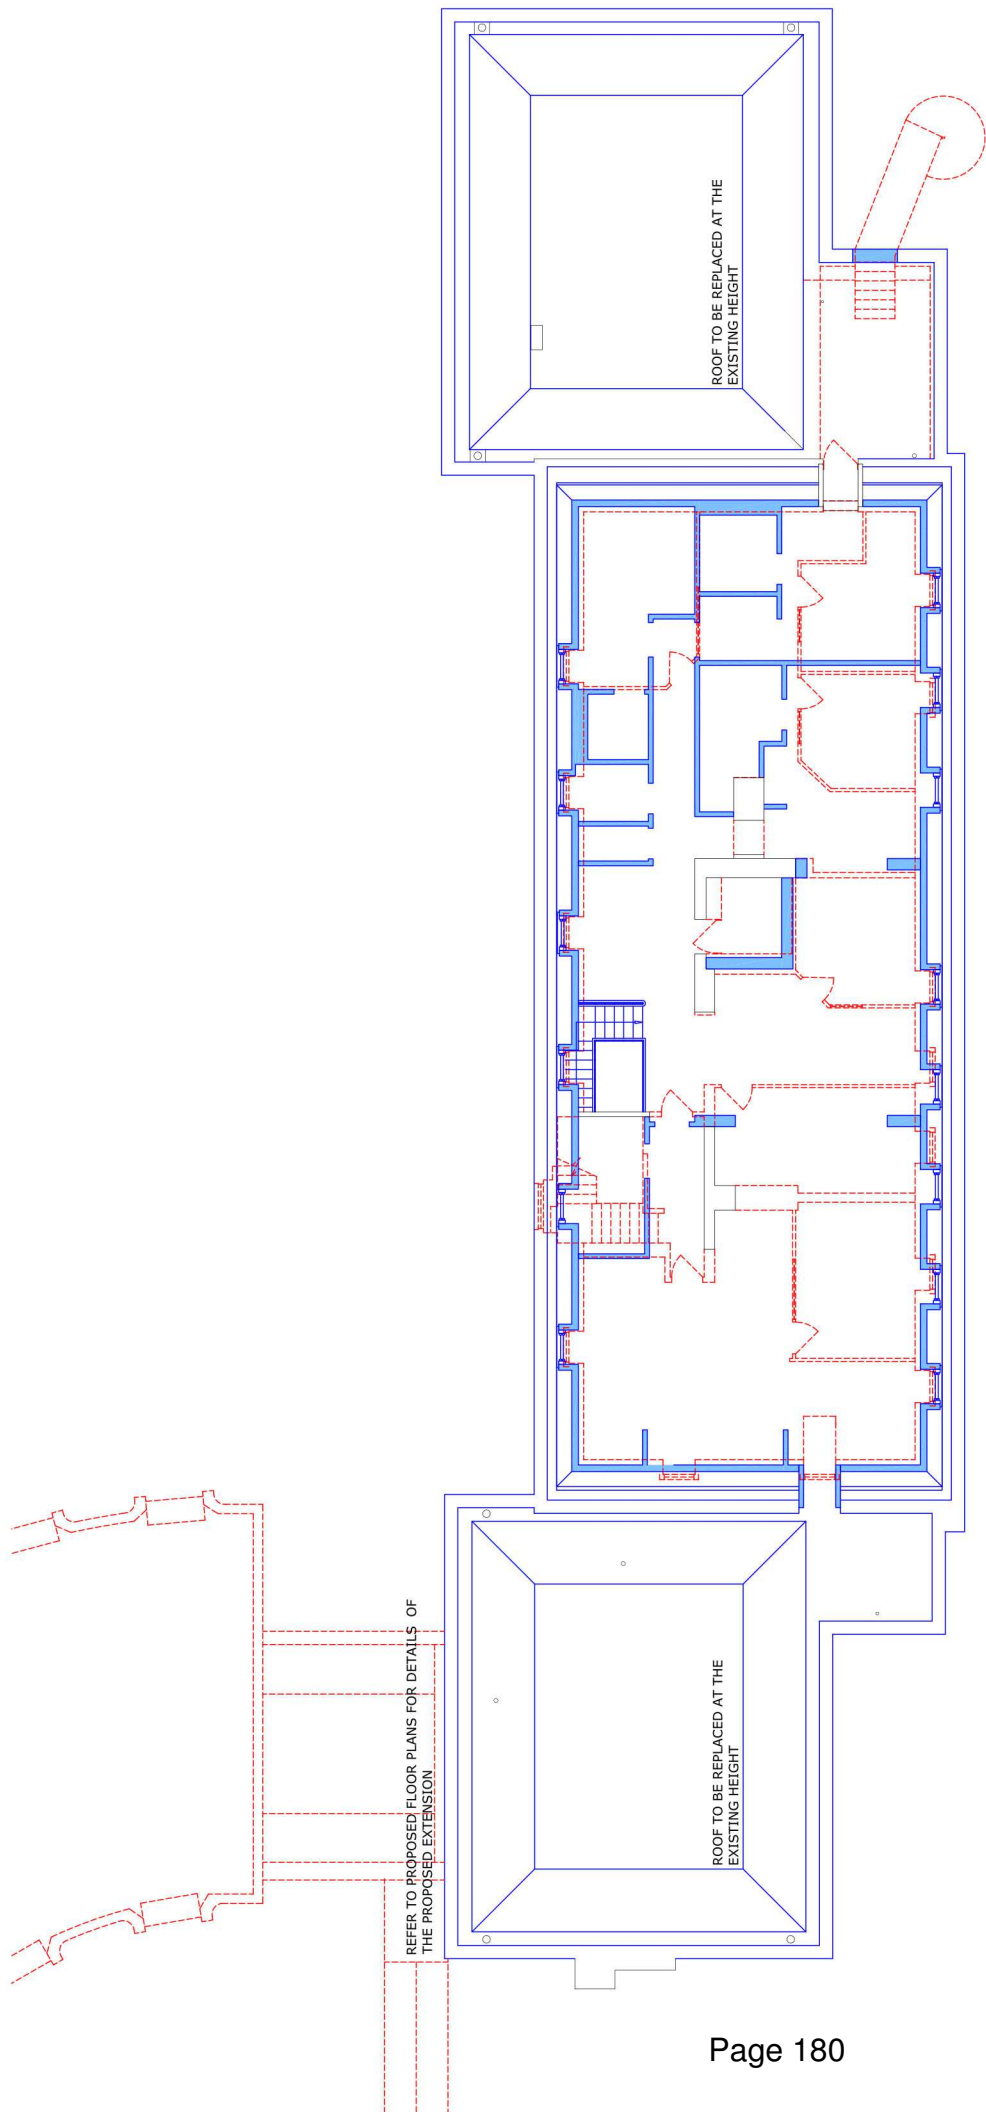 ROOF TO BE REPLACED AT THE
EXISTING HEIGHT
REFER TO PROPOSED FLOOR PLANS FOR DETAILS OF
THE PROPOSED EXTENSION
ROOF TO BE REPLACED AT THE
EXISTING HEIGHT
Page 180